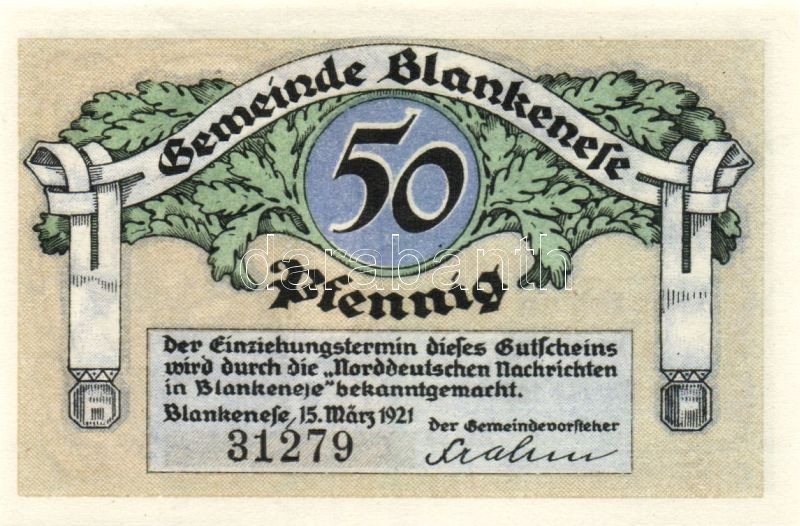 Gemeinde Blankenese
50
Pfennig
darabanth
Der Einziehungstermin dieses Gutscheins
wird durch die „Norddeutschen Nachrichten
in Blankenese" bekanntgemacht.
Blankenese, 15. März 1921
der Gemeindevorsteher
31279